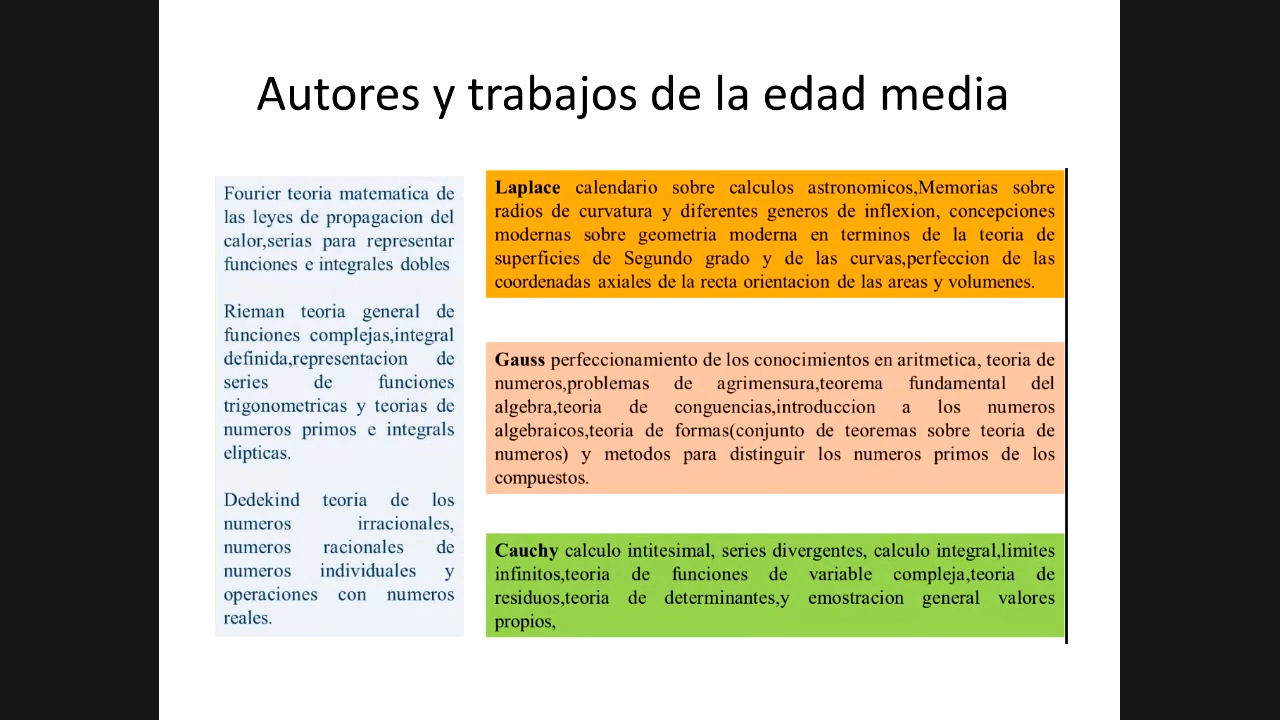 Autores y trabajos de la edad media
Fourier teoria matematica de
las leyes de propagacion del
calor,serias para representar
funciones e integrales dobles
Rieman teoria general de
funciones complejas,integral
definida,representacion de
series de funciones
trigonometricas y teorias de
numeros primos e integrals
elipticas.
Dedekind teoria de los
numeros irracionales,
numeros racionales de
numeros individuales y
operaciones con numeros
reales.
Laplace calendario sobre calculos astronomicos,Memorias sobre
radios de curvatura y diferentes generos de inflexion, concepciones
modernas sobre geometria moderna en terminos de la teoria de
superficies de Segundo grado y de las curvas,perfeccion de las
coordenadas axiales de la recta orientacion de las areas y volumenes.
Gauss perfeccionamiento de los conocimientos en aritmetica, teoria de
numeros,problemas de agrimensura,teorema fundamental del
algebra,teoria de conguencias,introduccion a los numeros
algebraicos,teoria de formas(conjunto de teoremas sobre teoria de
numeros) y metodos para distinguir los numeros primos de los
compuestos.
Cauchy calculo intitesimal, series divergentes, calculo integral,limites
infinitos,teoria de funciones de variable compleja,teoria de
residuos,teoria de determinantes,y emostracion general valores
propios,